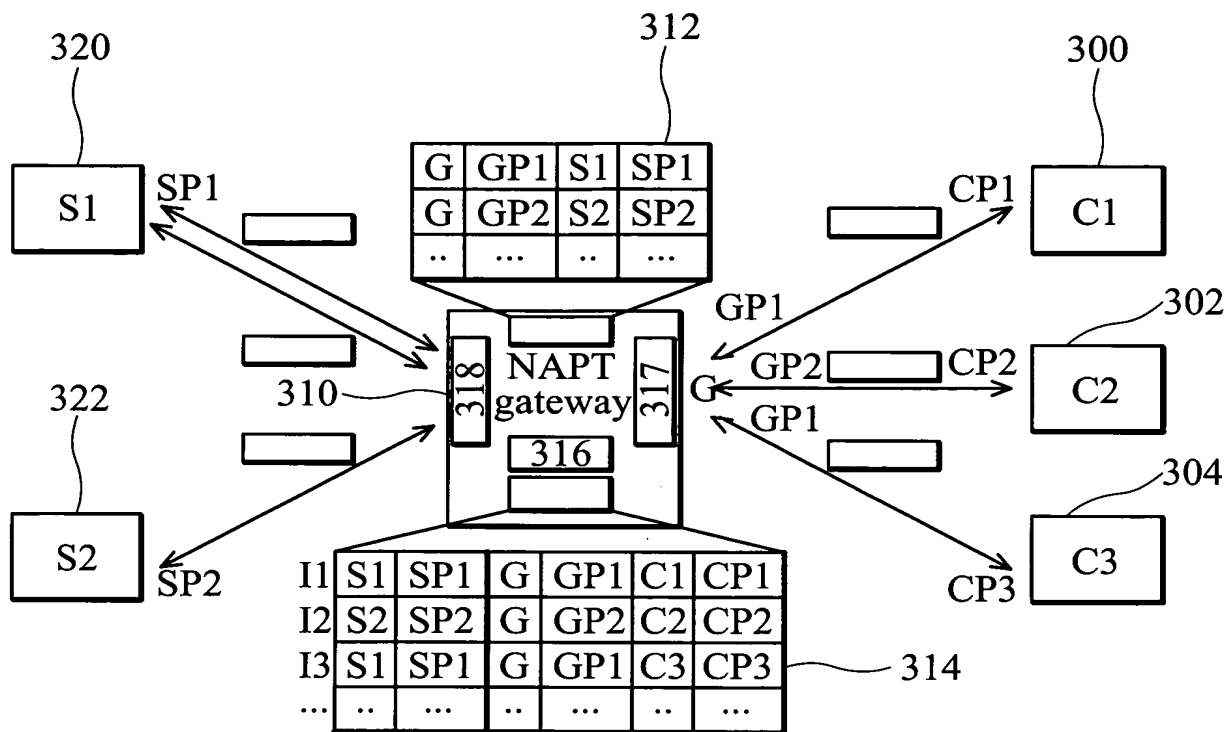 320
312
300
S1
SP1
G GP1 S1 SP1
G GP2 S2 SP2
.. ... .. ...
CP1
C1
GP1
302
310
318
NAPT
gateway
317
G
GP2
CP2
C2
322
316
GP1
304
S2
SP2
CP3
C3
I1 S1 SP1 G GP1 C1 CP1
I2 S2 SP2 G GP2 C2 CP2
I3 S1 SP1 G GP1 C3 CP3
... .. ... .. ... .. ...
314